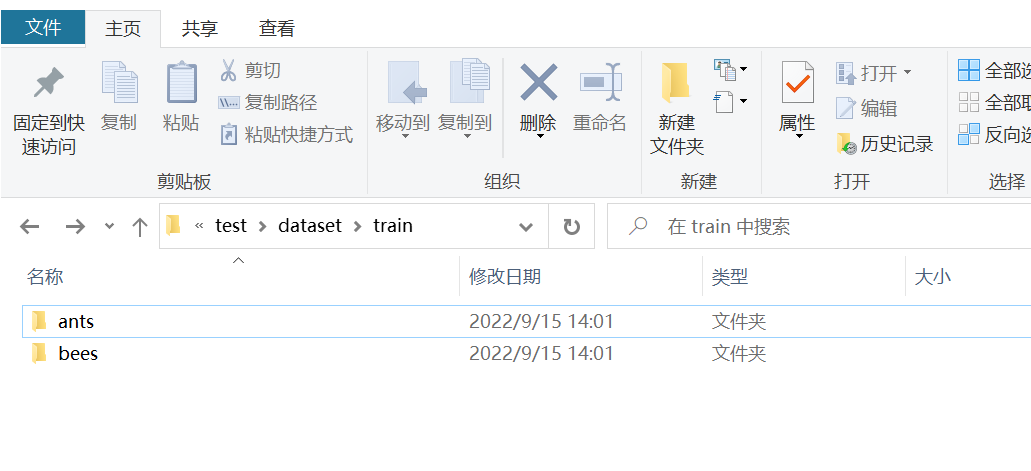 文件 主页 共享 查看
固定到快
速访问
复制
粘贴
剪切
复制路径
粘贴快捷方式
剪贴板
移动到 复制到 删除 重命名
组织
新建
文件夹
新建
属性
打开
编辑
历史记录
打开
全部选
全部取
反向选
选择
« test > dataset > train
在 train 中搜索
名称 修改日期 类型 大小
ants 2022/9/15 14:01 文件夹
bees 2022/9/15 14:01 文件夹